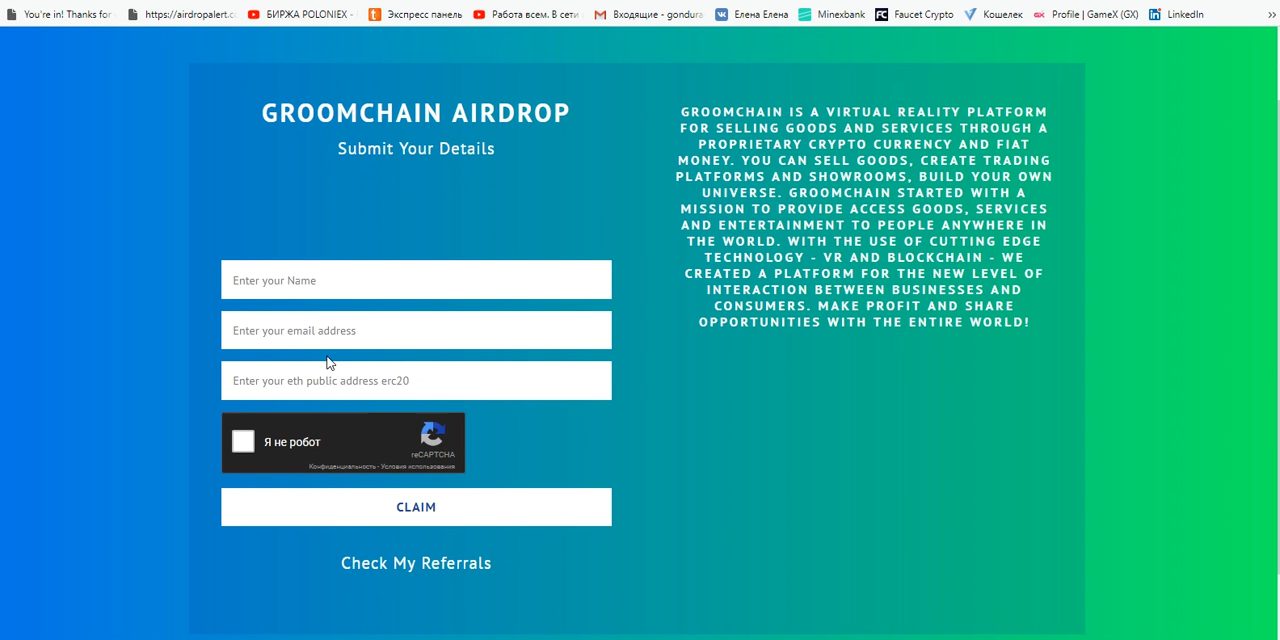 You're in! Thanks for
https://airdropalert.c
БИРЖА POLONIEX -
Экспресс панель
Работа всем. В сети
Входящие - gondura
Елена Елена
Minexbank
Faucet Crypto
Кошелек
Profile | GameX (GX)
LinkedIn
»
GROOMCHAIN AIRDROP
Submit Your Details
Enter your Name
Enter your email address
Enter your eth public address erc20
Я не робот
reCAPTCHA
Конфиденциальность - Условия использования
CLAIM
Check My Referrals
GROOMCHAIN IS A VIRTUAL REALITY PLATFORM
FOR SELLING GOODS AND SERVICES THROUGH A
PROPRIETARY CRYPTO CURRENCY AND FIAT
MONEY. YOU CAN SELL GOODS, CREATE TRADING
PLATFORMS AND SHOWROOMS, BUILD YOUR OWN
UNIVERSE. GROOMCHAIN STARTED WITH A
MISSION TO PROVIDE ACCESS GOODS, SERVICES
AND ENTERTAINMENT TO PEOPLE ANYWHERE IN
THE WORLD. WITH THE USE OF CUTTING EDGE
TECHNOLOGY - VR AND BLOCKCHAIN - WE
CREATED A PLATFORM FOR THE NEW LEVEL OF
INTERACTION BETWEEN BUSINESSES AND
CONSUMERS. MAKE PROFIT AND SHARE
OPPORTUNITIES WITH THE ENTIRE WORLD!